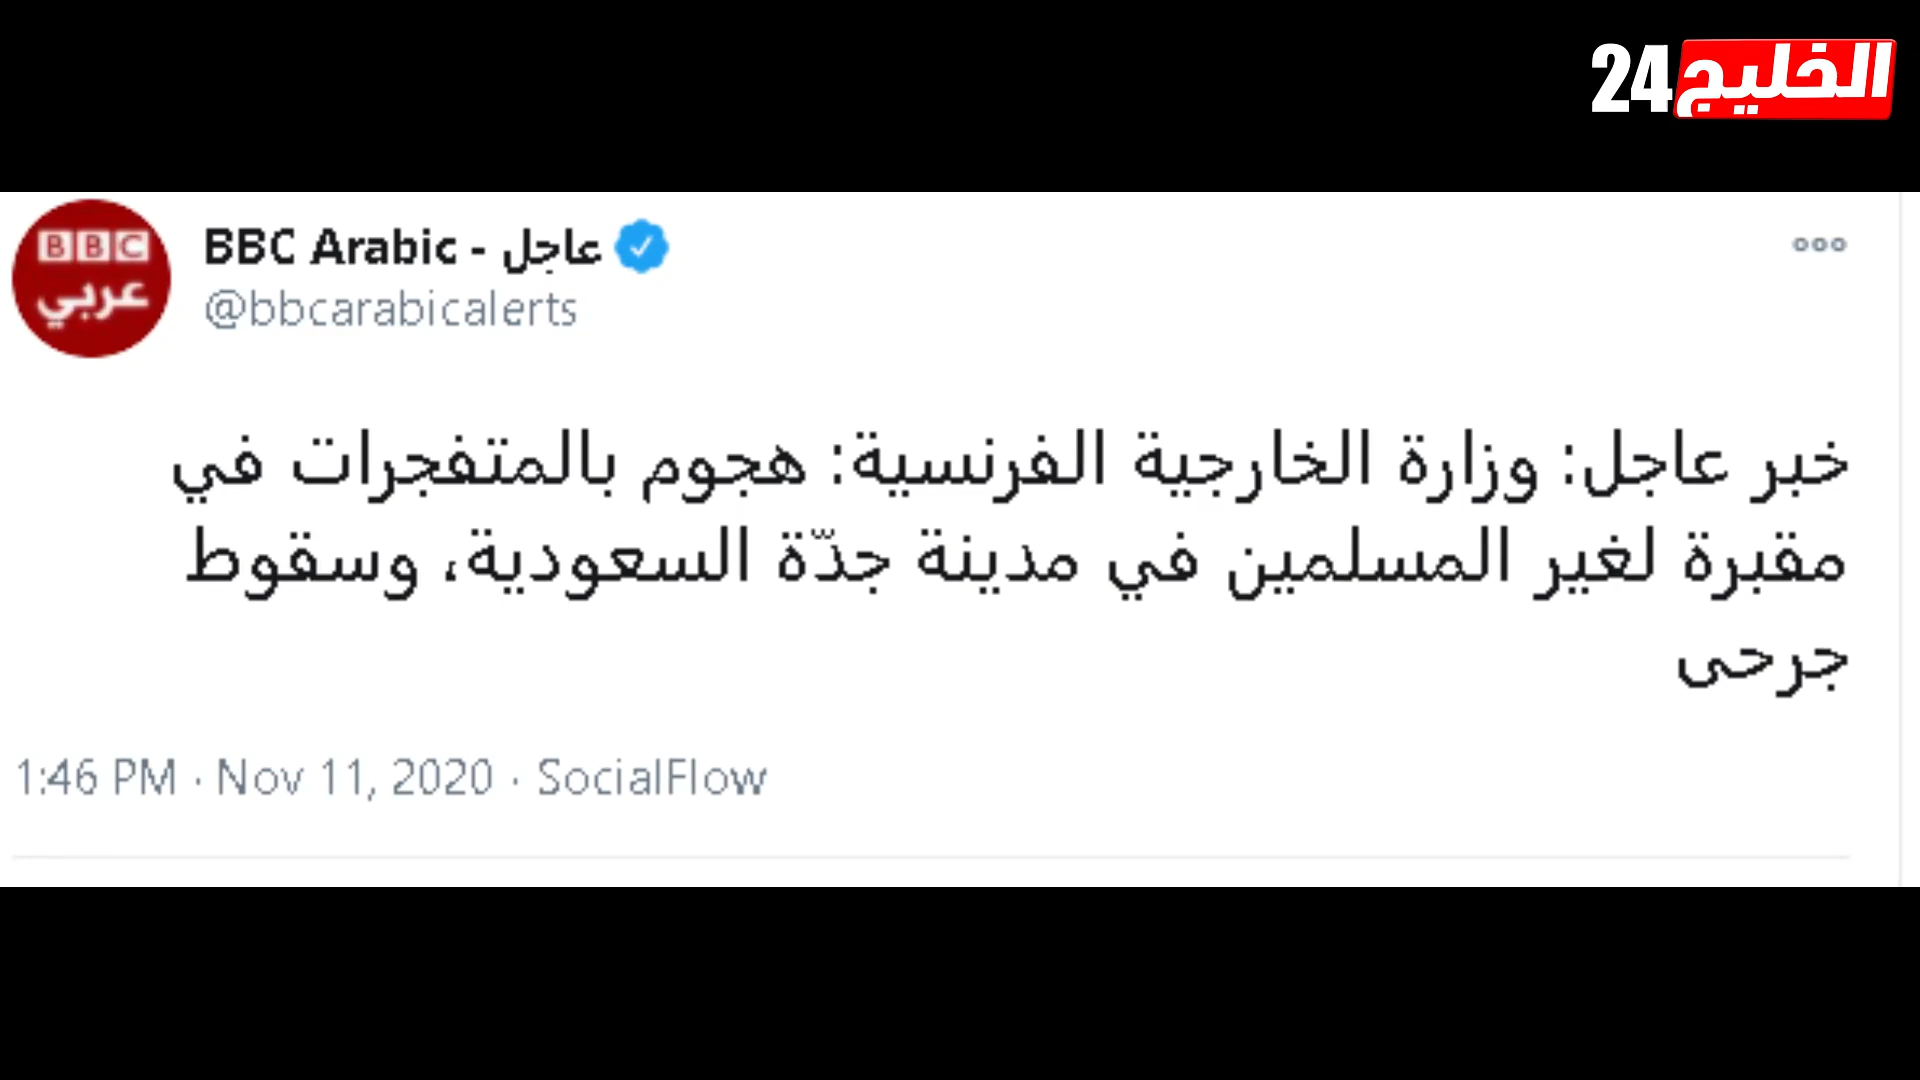 الخليج 24
BBC
عربي
BBC Arabic - عاجل
@bbcarabicalerts
خبر عاجل: وزارة الخارجية الفرنسية: هجوم بالمتفجرات في
مقبرة لغير المسلمين في مدينة جدّة السعودية، وسقوط
جرحى
1:46 PM · Nov 11, 2020 · SocialFlow